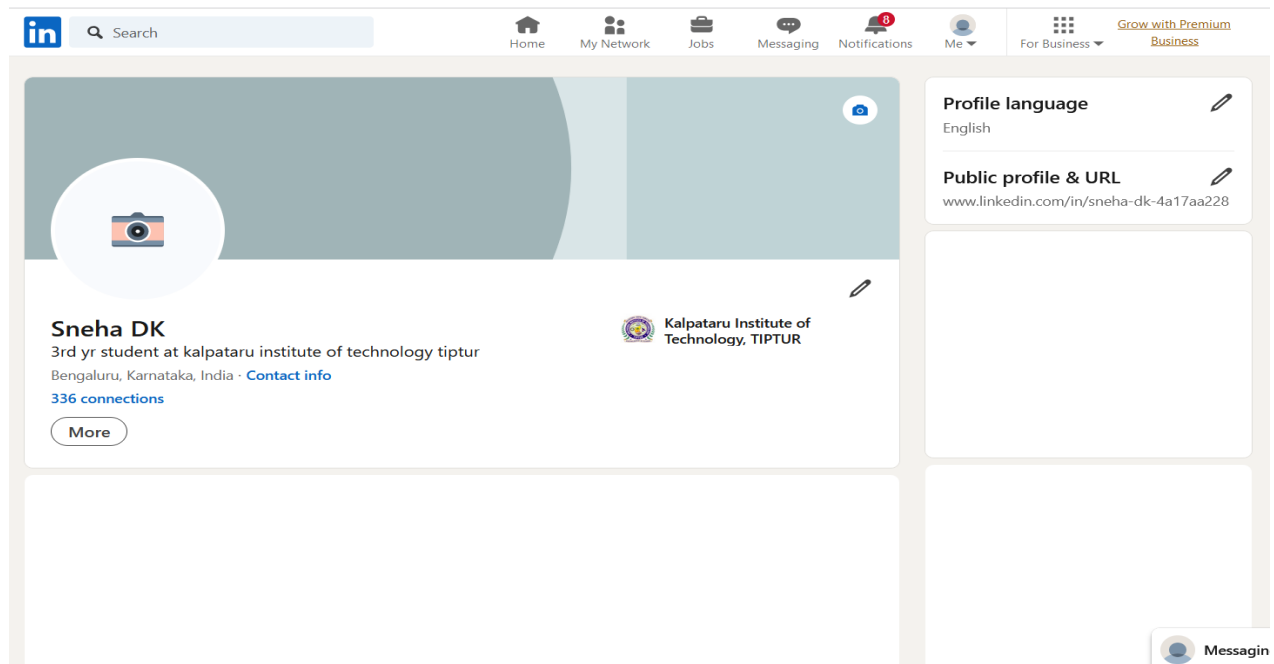 in
Search
Home
My Network
Jobs
Messaging
8
Notifications
Me
For Business
Grow with Premium
Business
Sneha DK
3rd yr student at kalpataru institute of technology tiptur
Bengaluru, Karnataka, India · Contact info
336 connections
More
Kalpataru Institute of
Technology, TIPTUR
Profile language
English
Public profile & URL
www.linkedin.com/in/sneha-dk-4a17aa228
Messagin